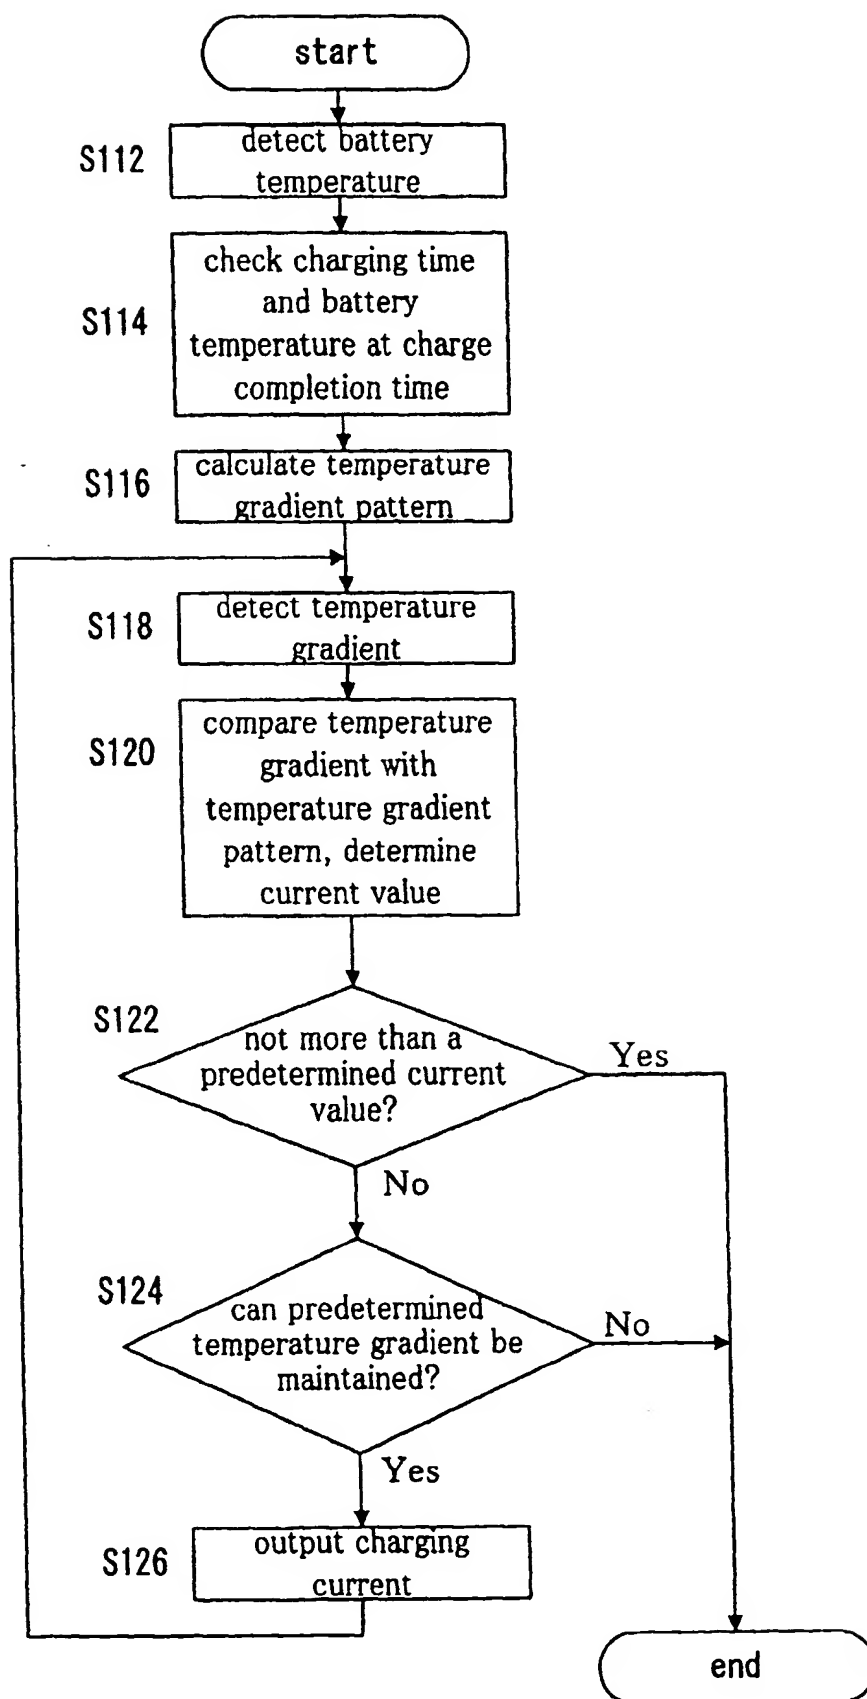 start
S112
detect battery
temperature
S114
check charging time
and battery
temperature at charge
completion time
S116
calculate temperature
gradient pattern
S118
detect temperature
gradient
S120
compare temperature
gradient with
temperature gradient
pattern, determine
current value
S122
not more than a
predetermined current
value?
Yes
No
S124
can predetermined
temperature gradient be
maintained?
No
Yes
S126
output charging
current
end